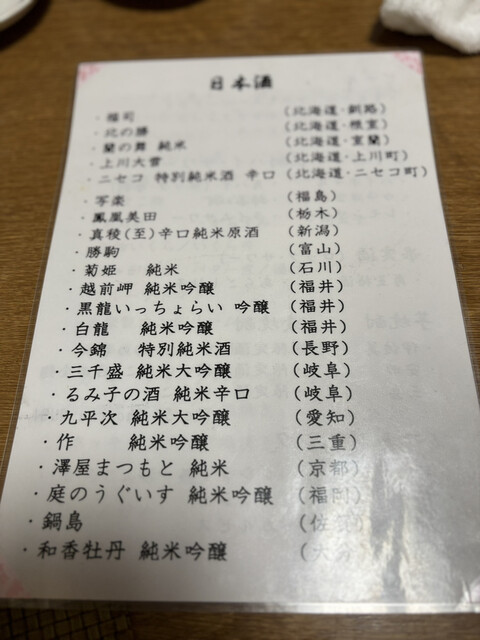 日本酒
・福司 (北海道・釧路)
・北の勝 (北海道・根室)
・蘭の舞 純米 (北海道・室蘭)
・上川大雪 (北海道・上川町)
・ニセコ 特別純米酒 辛口 (北海道・ニセコ町)
・写楽 (福島)
・鳳凰美田 (栃木)
・真稜(至)辛口純米原酒 (新潟)
・勝駒 (富山)
・菊姫 純米 (石川)
・越前岬 純米吟醸 (福井)
・黒龍いっちょらい 吟醸 (福井)
・白龍 純米吟醸 (福井)
・今錦 特別純米酒 (長野)
・三千盛 純米大吟醸 (岐阜)
・るみ子の酒 純米辛口 (岐阜)
・九平次 純米大吟醸 (愛知)
・作 純米吟醸 (三重)
・澤屋まつもと 純米 (京都)
・庭のうぐいす 純米吟醸 (福岡)
・鍋島 (佐賀)
・和香牡丹 純米吟醸 (大分)